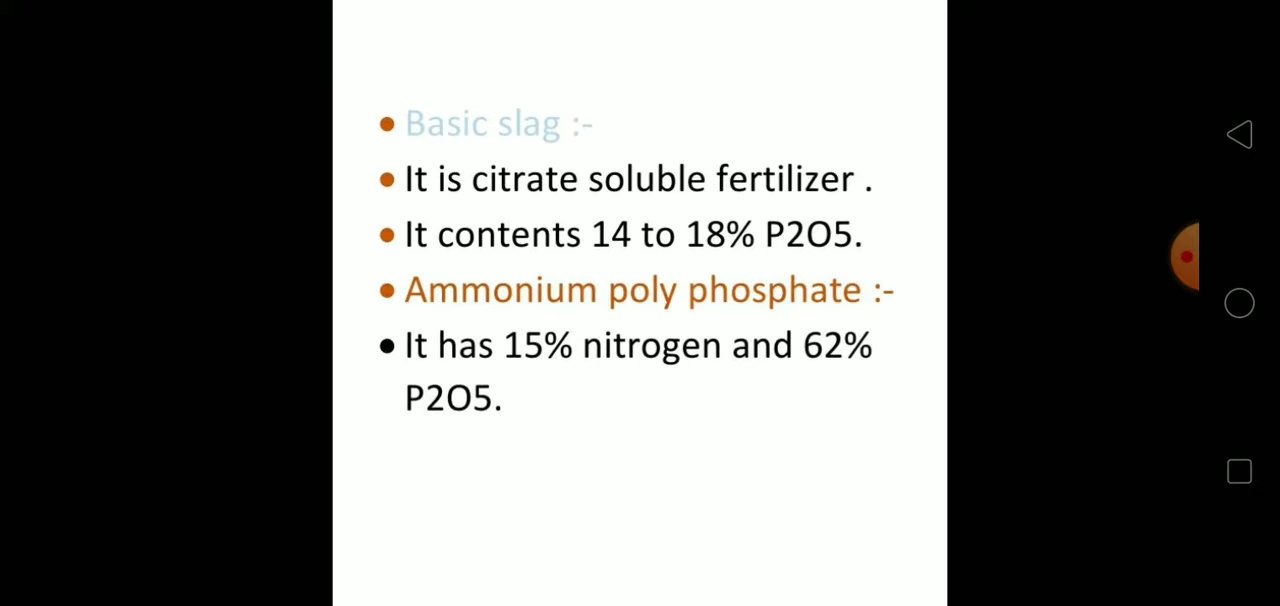 • Basic slag :-
• It is citrate soluble fertilizer .
• It contents 14 to 18% P2O5.
• Ammonium poly phosphate :-
• It has 15% nitrogen and 62%
P2O5.